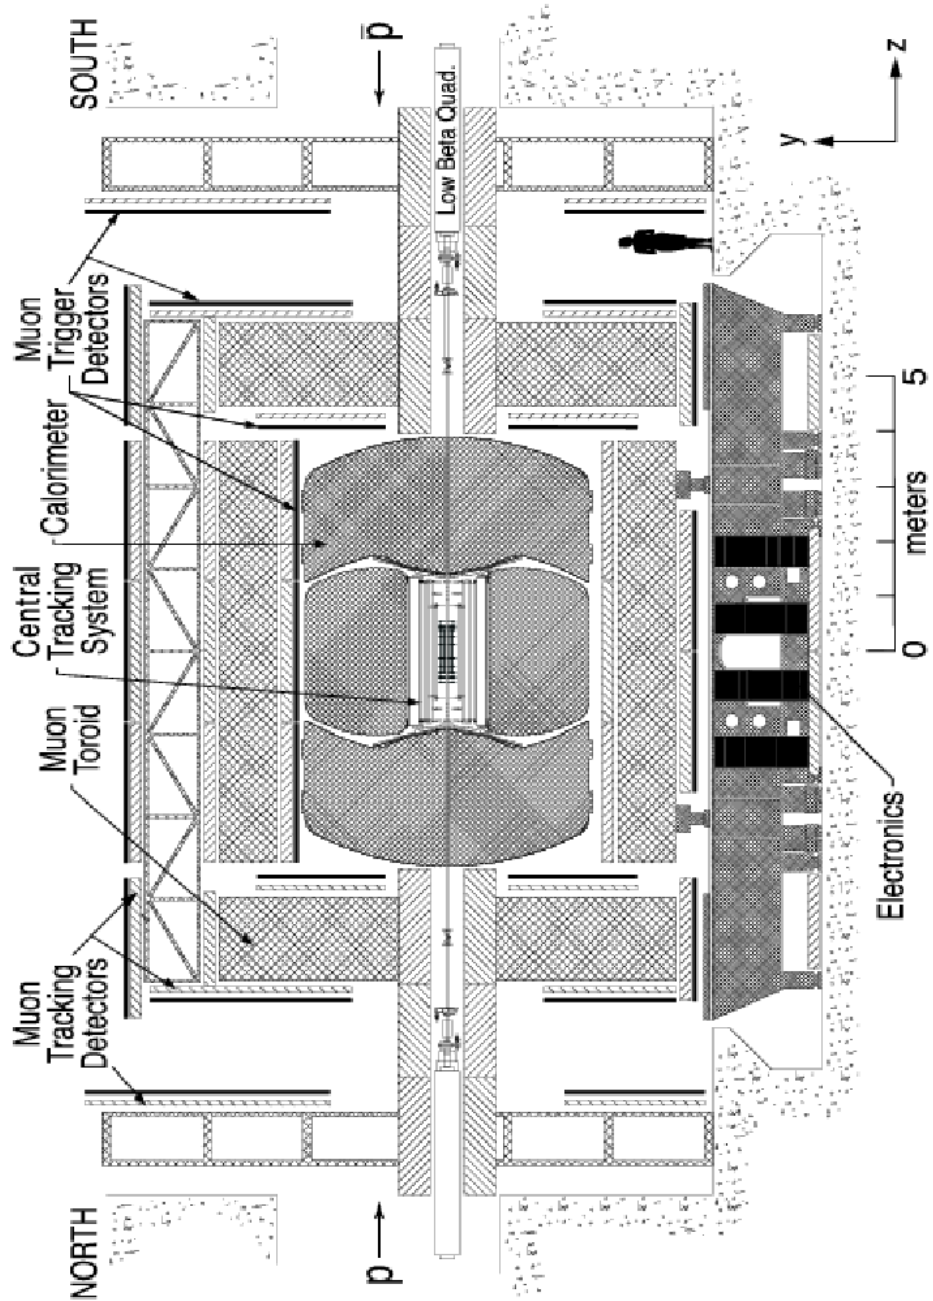 NORTH
SOUTH
Muon
Tracking
Detectors
Muon
Toroid
Central
Tracking
System
Calorimeter
Muon
Trigger
Detectors
p
p̅
Low Beta Quad.
y
z
Electronics
0
meters
5